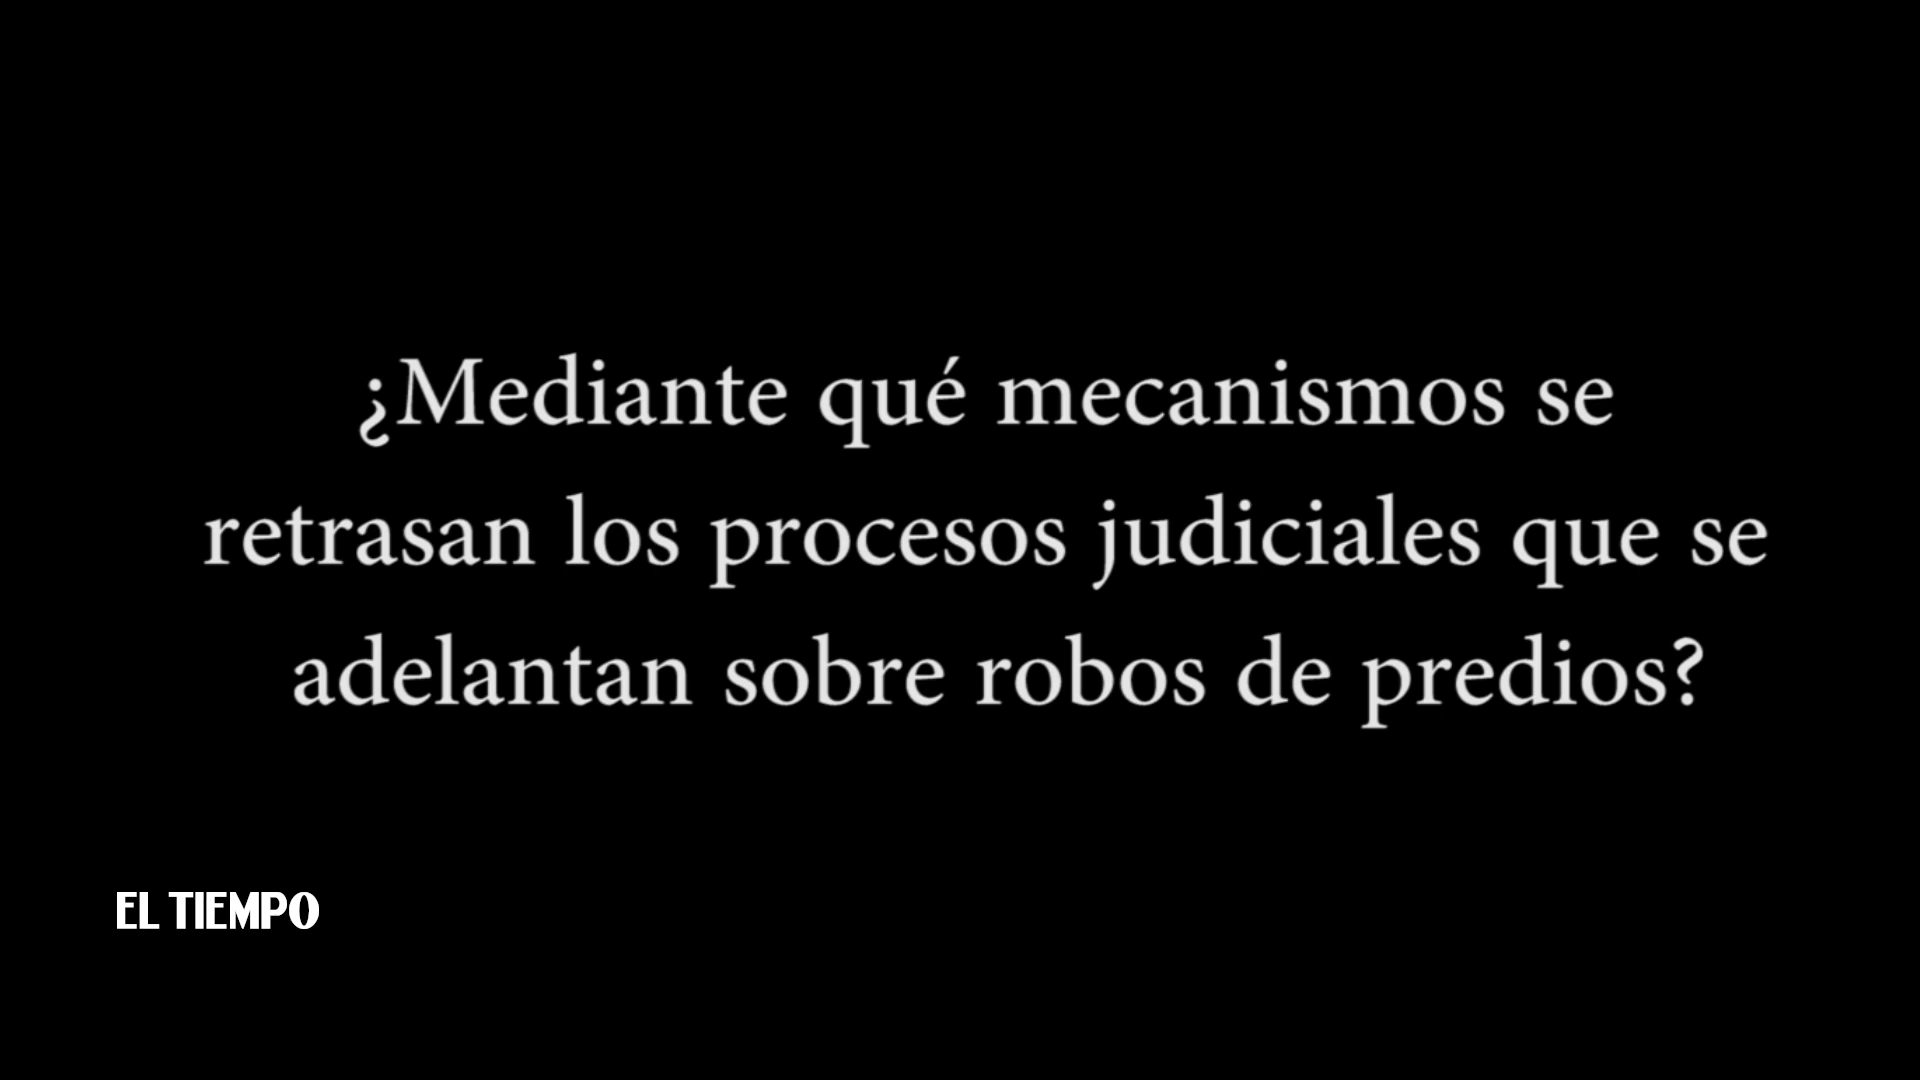 ¿Mediante qué mecanismos se
retrasan los procesos judiciales que se
adelantan sobre robos de predios?
EL TIEMPO